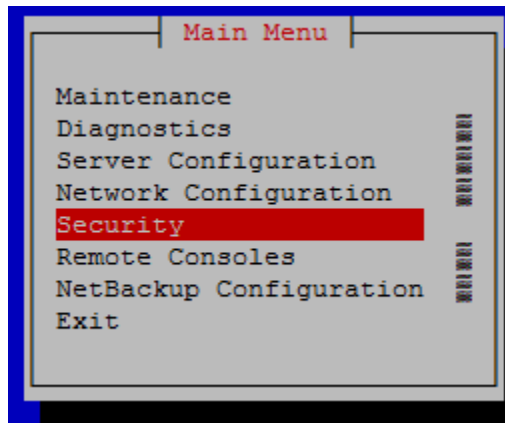 Main Menu
Maintenance
Diagnostics
Server Configuration
Network Configuration
Security
Remote Consoles
NetBackup Configuration
Exit